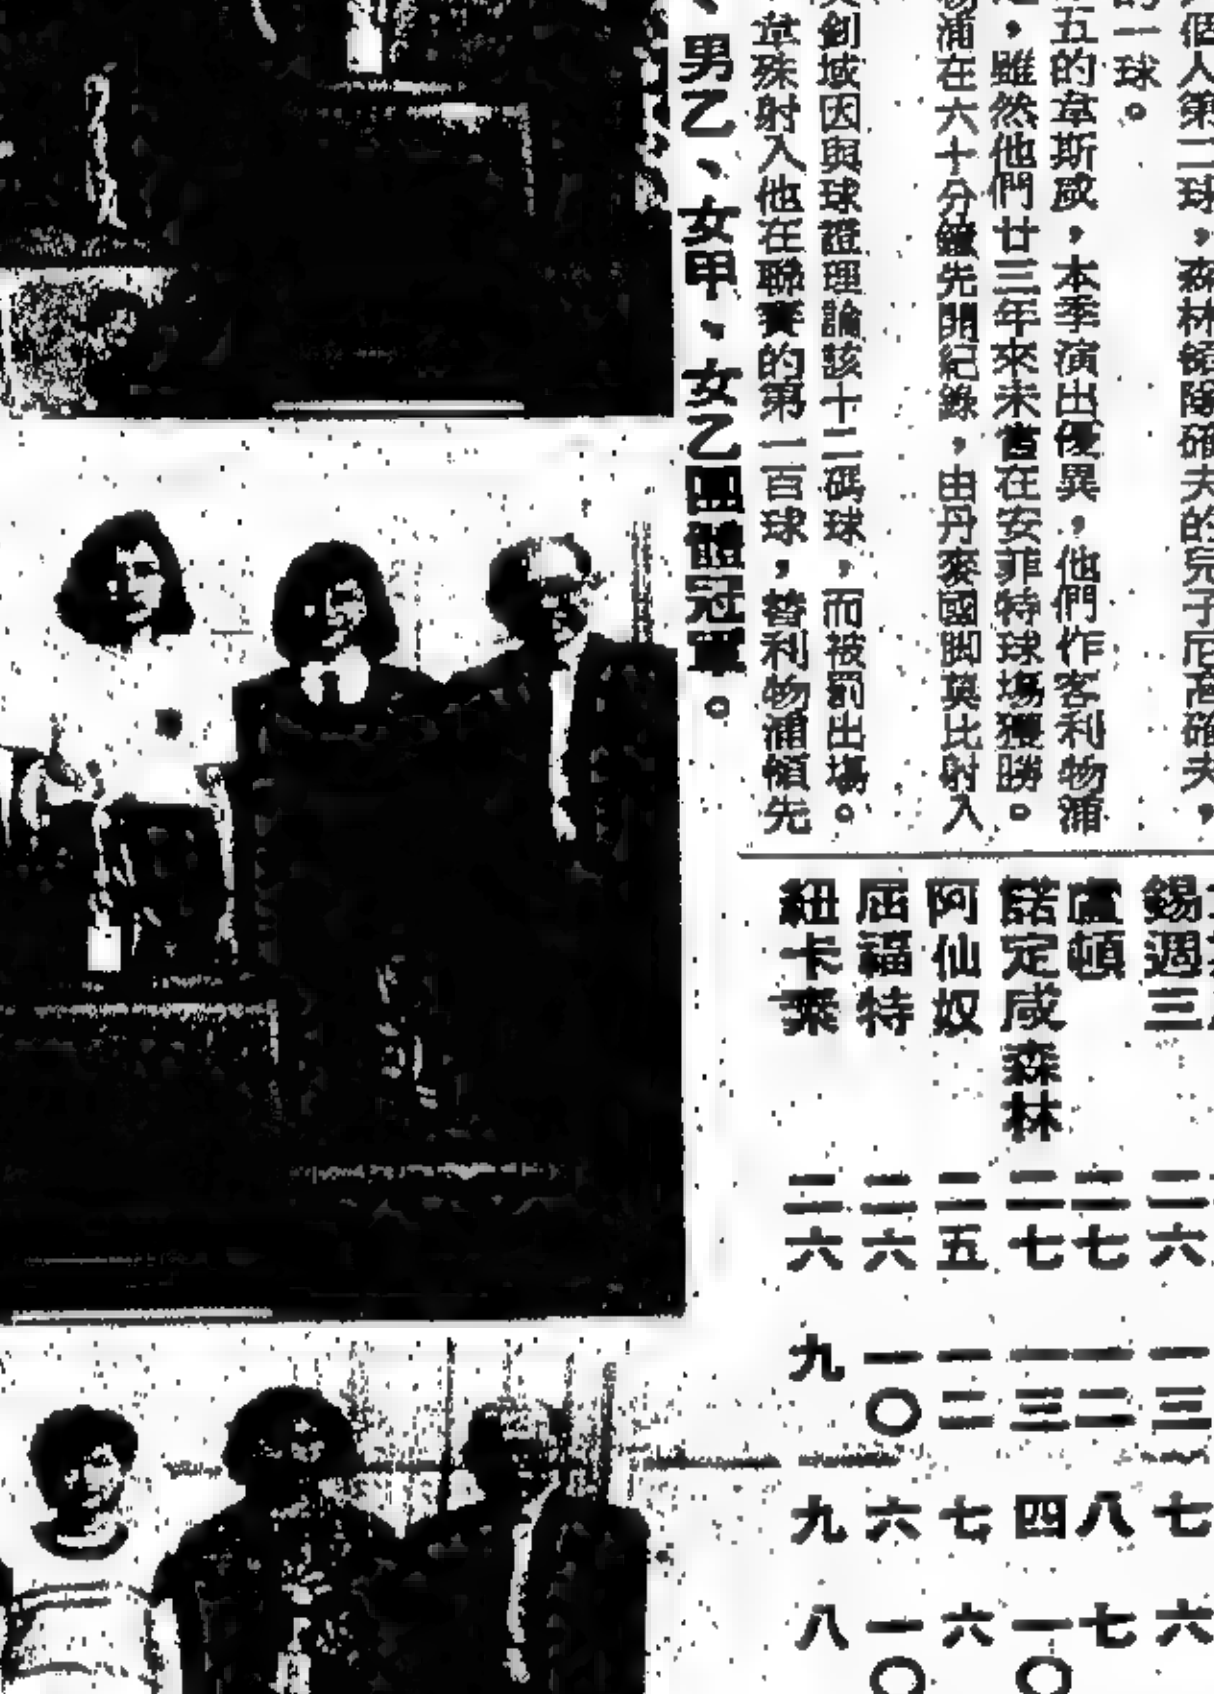 個人第二球，森林領隊確夫的兒子尼高確夫，
的一球。
五的韋斯咸，本季演出優異，他們作客利物浦
，雖然他們廿三年來未嘗在安菲特球場獲勝。
物浦在六十分鐘先開紀錄，由丹麥國脚莫比射入
創域因與球證理論該十二碼球，而被罰出場。
韋殊射入他在聯賽的第一百球，替利物浦傾先
、男乙、女甲、女乙團體冠軍。
錫週三 二六 一三 七 六
盧頓 二七 一二 八 七
諾定咸森林 二七 一三 四 一〇
阿仙奴 二五 一二 七 六
屈福特 二六 一〇 六 一〇
紐卡素 二六 九 九 八